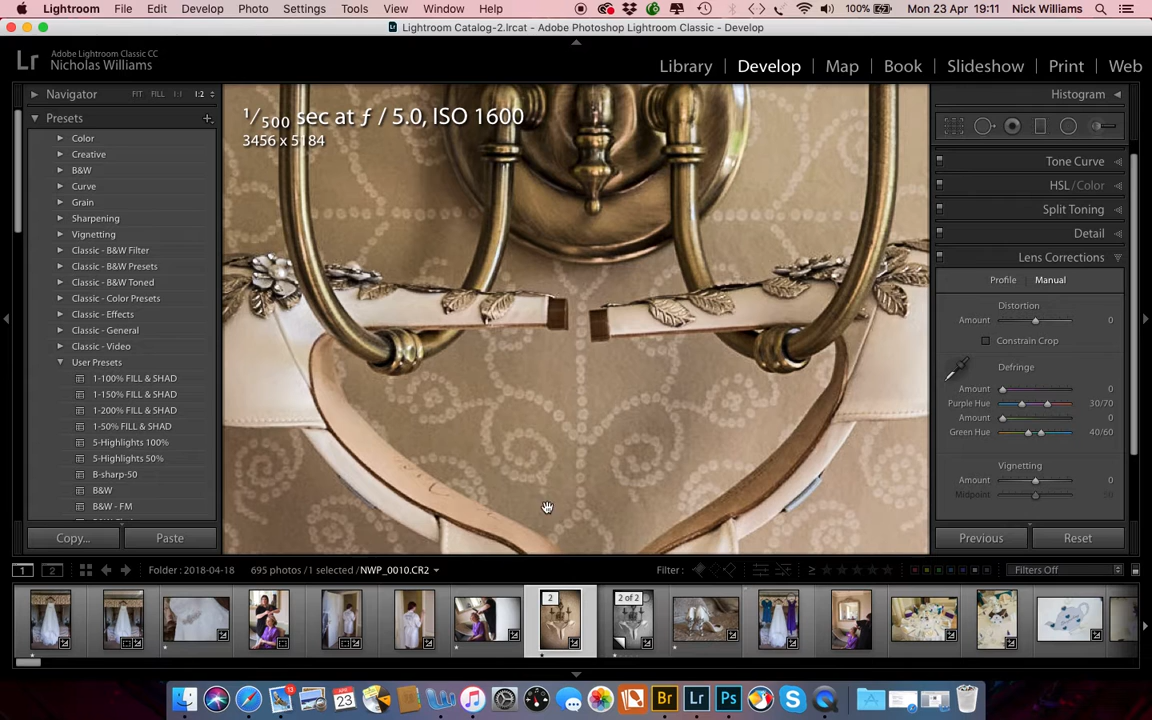 Lightroom File Edit Develop Photo Settings Tools View Window Help 100% Mon 23 Apr 19:11 Nick Williams
Lightroom Catalog-2.lrcat - Adobe Photoshop Lightroom Classic - Develop
Lr Adobe Lightroom Classic CC
Nicholas Williams
Library | Develop | Map | Book | Slideshow | Print | Web
Navigator FIT FILL 1:1 1:2
Presets +
Color
Creative
B&W
Curve
Grain
Sharpening
Vignetting
Classic - B&W Filter
Classic - B&W Presets
Classic - B&W Toned
Classic - Color Presets
Classic - Effects
Classic - General
Classic - Video
User Presets
1-100% FILL & SHAD
1-150% FILL & SHAD
1-200% FILL & SHAD
1-50% FILL & SHAD
5-Highlights 100%
5-Highlights 50%
B-sharp-50
B&W
B&W - FM
Copy... Paste
1/500 sec at ƒ / 5.0, ISO 1600
3456 x 5184
Histogram
Tone Curve
HSL / Color
Split Toning
Detail
Lens Corrections
Profile Manual
Distortion
Amount 0
Constrain Crop
Defringe
Amount 0
Purple Hue 30/70
Amount 0
Green Hue 40/60
Vignetting
Amount 0
Midpoint 50
Previous Reset
1 2 Folder : 2018-04-18 695 photos / 1 selected / NWP_0010.CR2 Filter : Filters Off
2 2 of 2
13 APR 23 Br Lr Ps